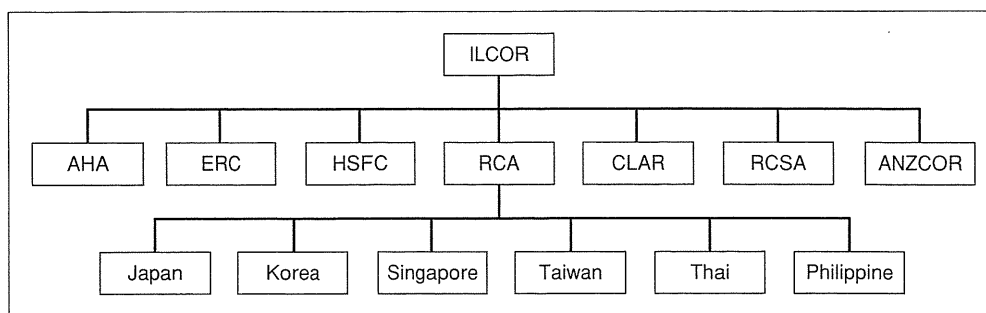 ILCOR
AHA ERC HSFC RCA CLAR RCSA ANZCOR
Japan Korea Singapore Taiwan Thai Philippine